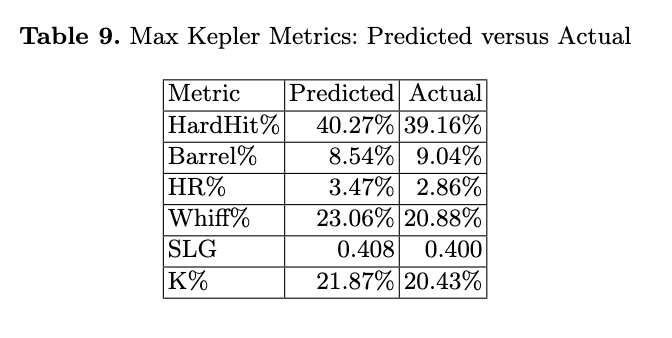 Table 9. Max Kepler Metrics: Predicted versus Actual
Metric Predicted Actual
HardHit% 40.27% 39.16%
Barrel% 8.54% 9.04%
HR% 3.47% 2.86%
Whiff% 23.06% 20.88%
SLG 0.408 0.400
K% 21.87% 20.43%